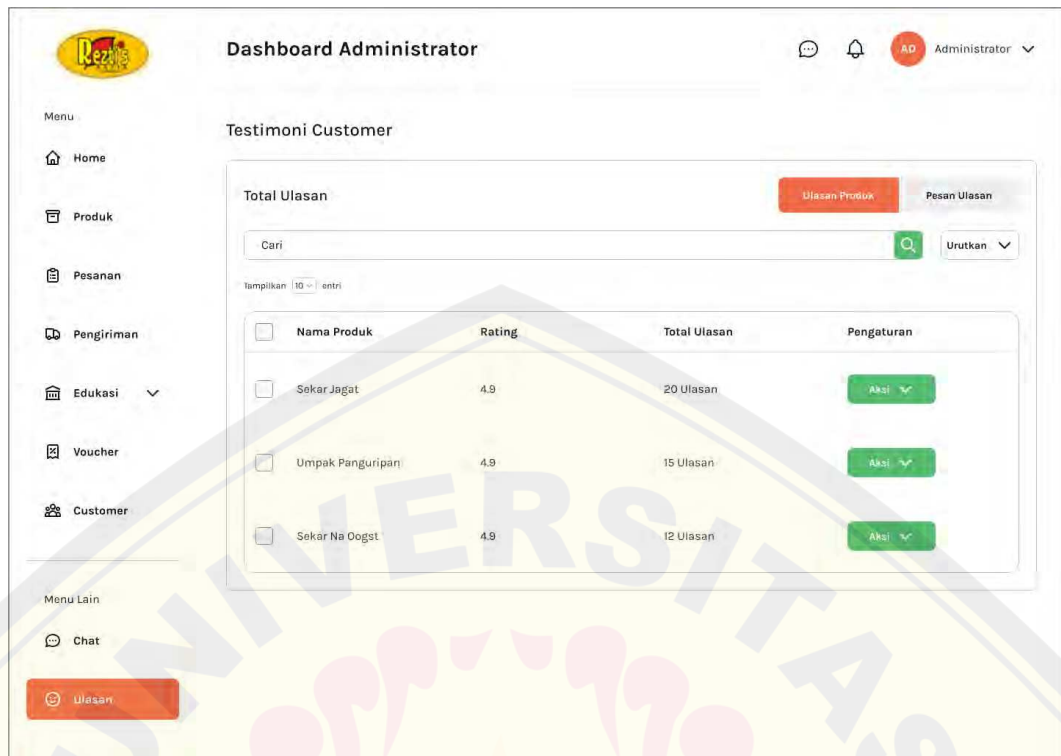 Rezti's
Dashboard Administrator
AD
Administrator
Menu
Home
Produk
Pesanan
Pengiriman
Edukasi
Voucher
Customer
Menu Lain
Chat
Ulasan
Testimoni Customer
Total Ulasan
Ulasan Produk
Pesan Ulasan
Cari
Urutkan
Tampilkan 10 entri
Nama Produk Rating Total Ulasan Pengaturan
Sekar Jagat 4.9 20 Ulasan Aksi
Umpak Panguripan 4.9 15 Ulasan Aksi
Sekar Na Oogst 4.9 12 Ulasan Aksi
UNIVERSITAS